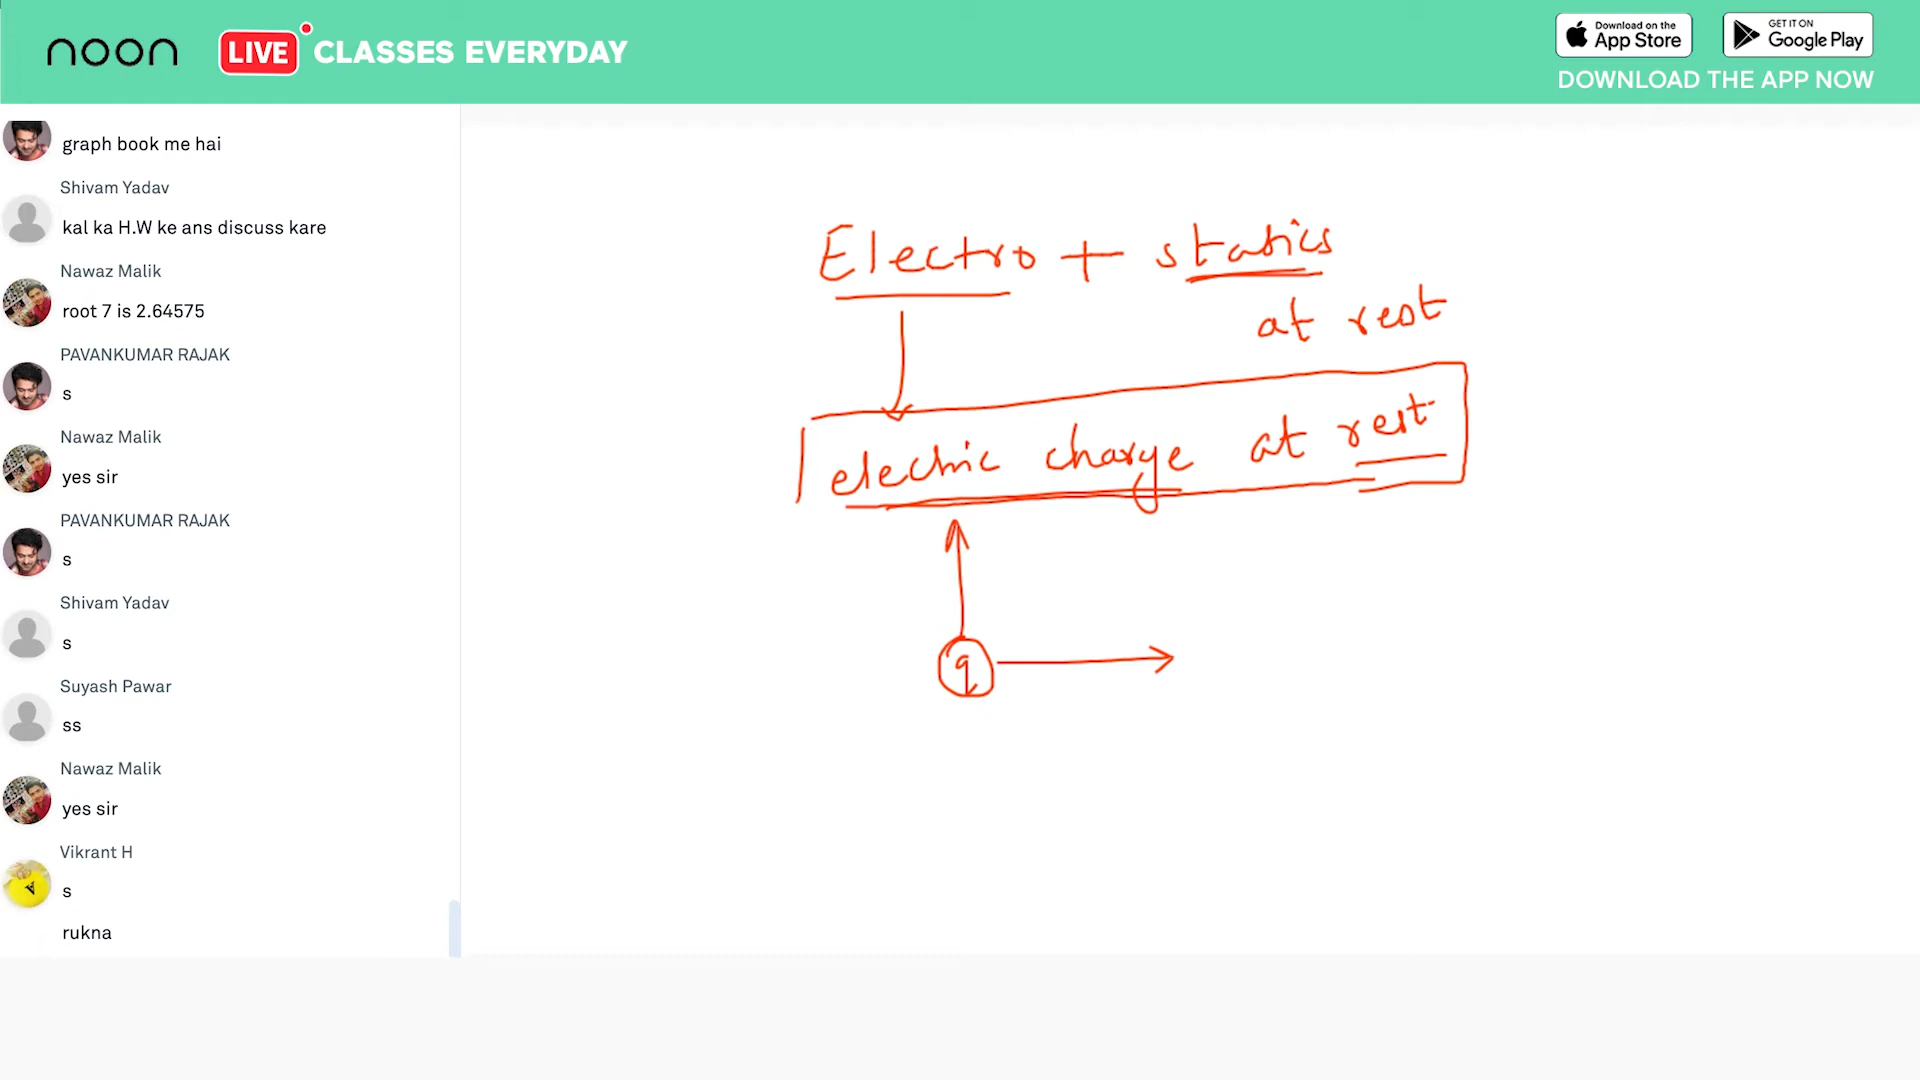 noon LIVE CLASSES EVERYDAY
Download on the App Store
GET IT ON Google Play
DOWNLOAD THE APP NOW
graph book me hai
Shivam Yadav
kal ka H.W ke ans discuss kare
Nawaz Malik
root 7 is 2.64575
PAVANKUMAR RAJAK
s
Nawaz Malik
yes sir
PAVANKUMAR RAJAK
s
Shivam Yadav
s
Suyash Pawar
ss
Nawaz Malik
yes sir
Vikrant H
s
rukna
Electro + statics
at rest
electric charge at rest
q